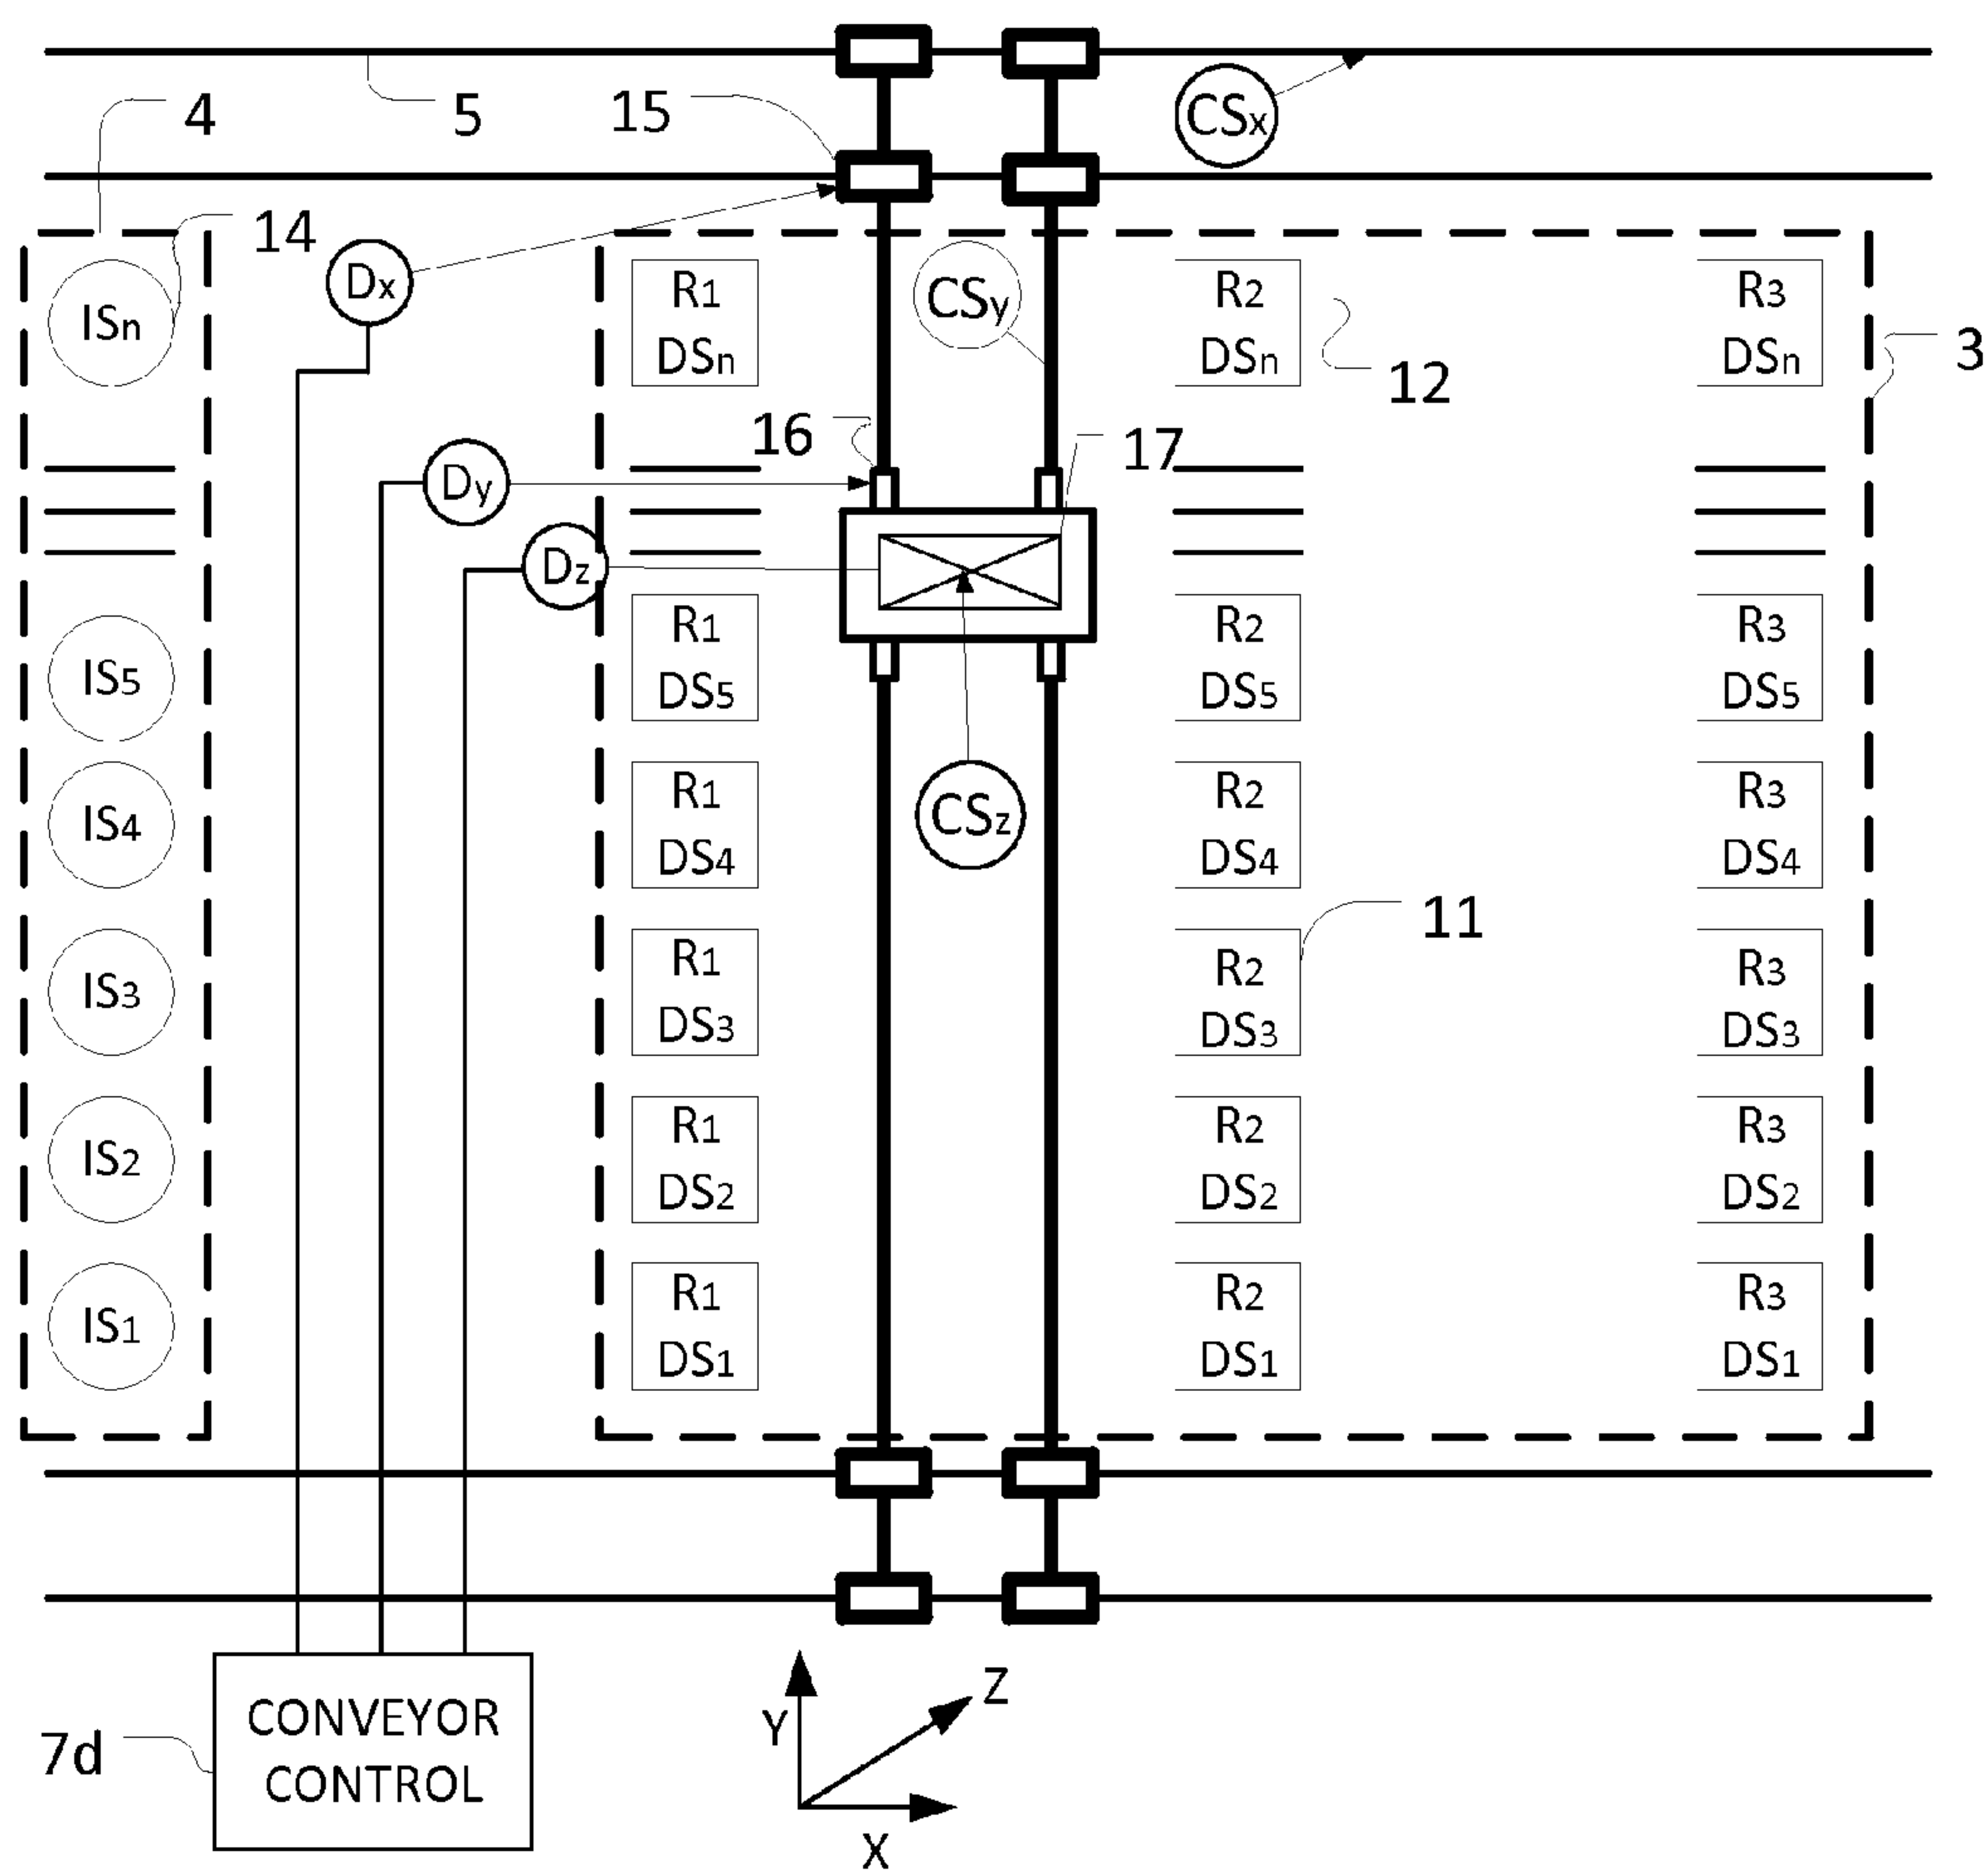 4
5
15
CSx
14
Dx
ISn
R1
DSn
CSy
R2
DSn
12
R3
DSn
3
16
17
Dy
Dz
IS5
R1
DS5
R2
DS5
R3
DS5
IS4
R1
DS4
CSz
R2
DS4
R3
DS4
11
IS3
R1
DS3
R2
DS3
R3
DS3
IS2
R1
DS2
R2
DS2
R3
DS2
IS1
R1
DS1
R2
DS1
R3
DS1
7d
CONVEYOR
CONTROL
Y
Z
X